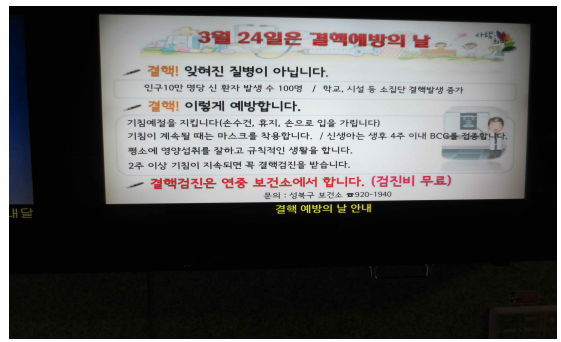 3월 24일은 결핵예방의 날
결핵! 잊혀진 질병이 아닙니다.
인구10만 명당 신 환자 발생 수 100명 / 학교, 시설 등 소집단 결핵발생 증가
결핵! 이렇게 예방합니다.
기침예절을 지킵니다(손수건, 휴지, 손으로 입을 가립니다)
기침이 계속될 때는 마스크를 착용합니다. / 신생아는 생후 4주 이내 BCG를 접종합니다.
평소에 영양섭취를 잘하고 규칙적인 생활을 합니다.
2주 이상 기침이 지속되면 꼭 결핵검진을 받습니다.
결핵검진은 연중 보건소에서 합니다. (검진비 무료)
문의 : 성북구 보건소 ☎920-1940
결핵 예방의 날 안내
내달